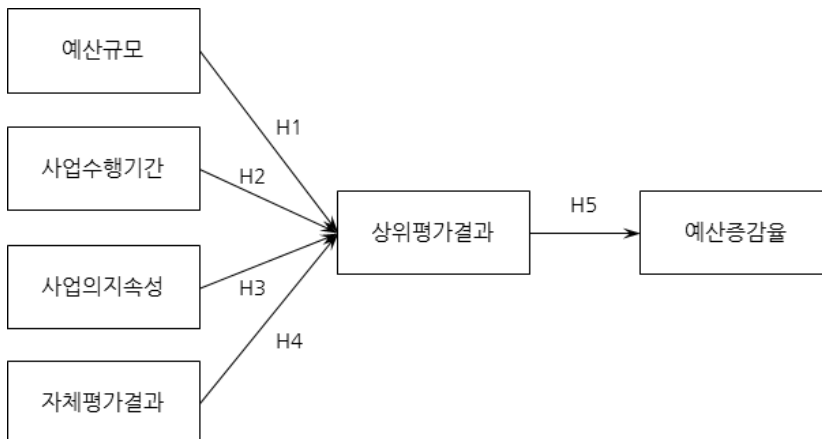 예산규모
H1
사업수행기간
H2
상위평가결과
H5
예산증감율
사업의지속성
H3
H4
자체평가결과